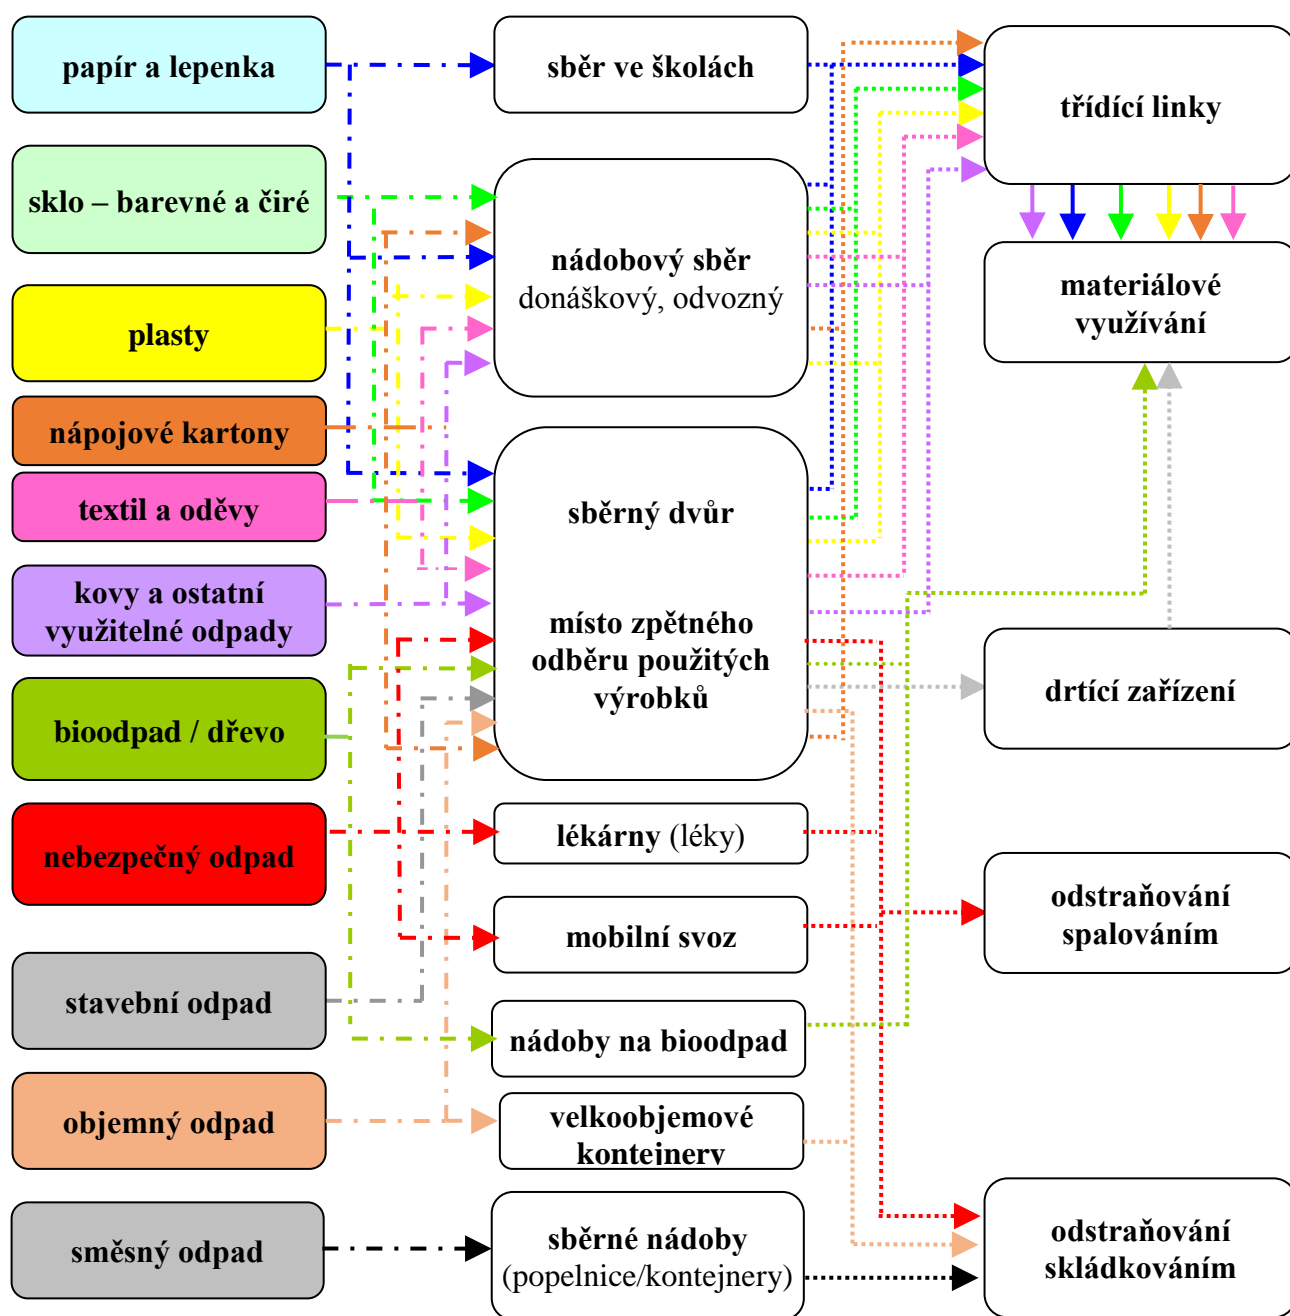 papír a lepenka
sklo – barevné a čiré
plasty
nápojové kartony
textil a oděvy
kovy a ostatní
využitelné odpady
bioodpad / dřevo
nebezpečný odpad
stavební odpad
objemný odpad
směsný odpad
sběr ve školách
nádobový sběr
donáškový, odvozný
sběrný dvůr
místo zpětného
odběru použitých
výrobků
lékárny (léky)
mobilní svoz
nádoby na bioodpad
velkoobjemové
kontejnery
sběrné nádoby
(popelnice/kontejnery)
třídící linky
materiálové
využívání
drtící zařízení
odstraňování
spalováním
odstraňování
skládkováním